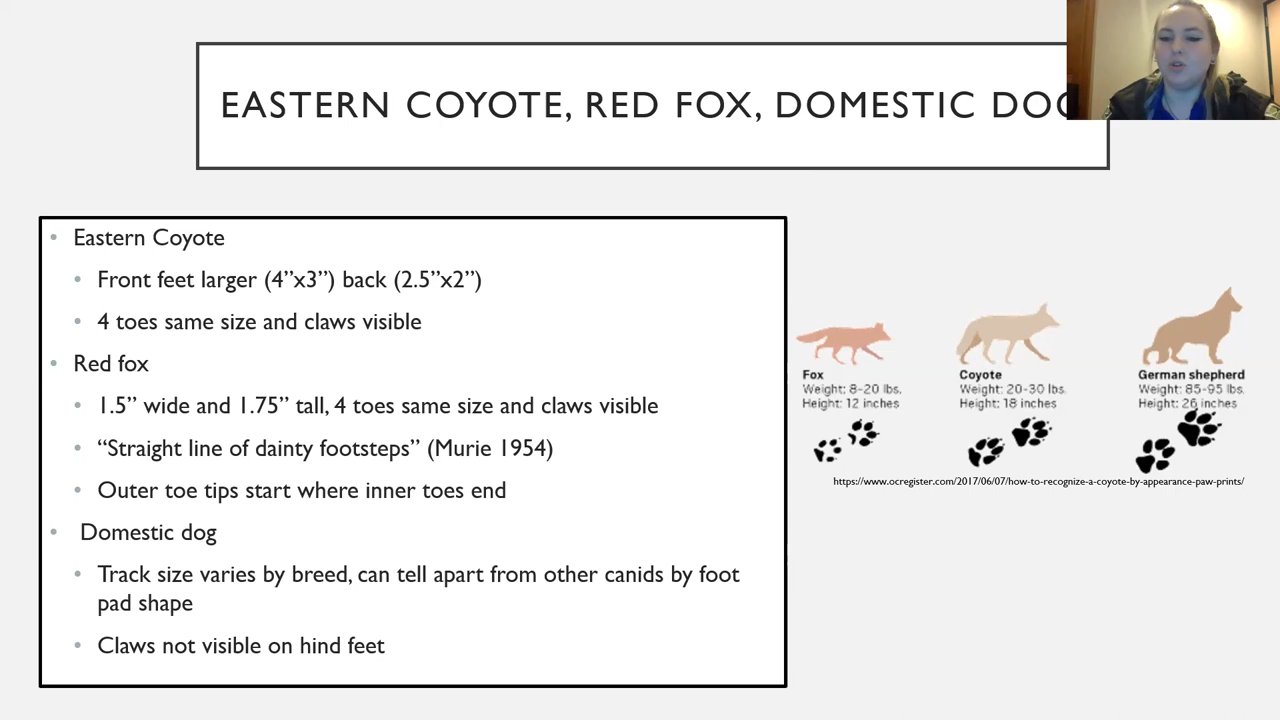 EASTERN COYOTE, RED FOX, DOMESTIC DOG
• Eastern Coyote
• Front feet larger (4”x3”) back (2.5”x2”)
• 4 toes same size and claws visible
• Red fox
• 1.5” wide and 1.75” tall, 4 toes same size and claws visible
• “Straight line of dainty footsteps” (Murie 1954)
• Outer toe tips start where inner toes end
• Domestic dog
• Track size varies by breed, can tell apart from other canids by foot
pad shape
• Claws not visible on hind feet
Fox
Weight: 8-20 lbs.
Height: 12 inches
Coyote
Weight: 20-30 lbs.
Height: 18 inches
German shepherd
Weight: 85-95 lbs.
Height: 26 inches
https://www.ocregister.com/2017/06/07/how-to-recognize-a-coyote-by-appearance-paw-prints/